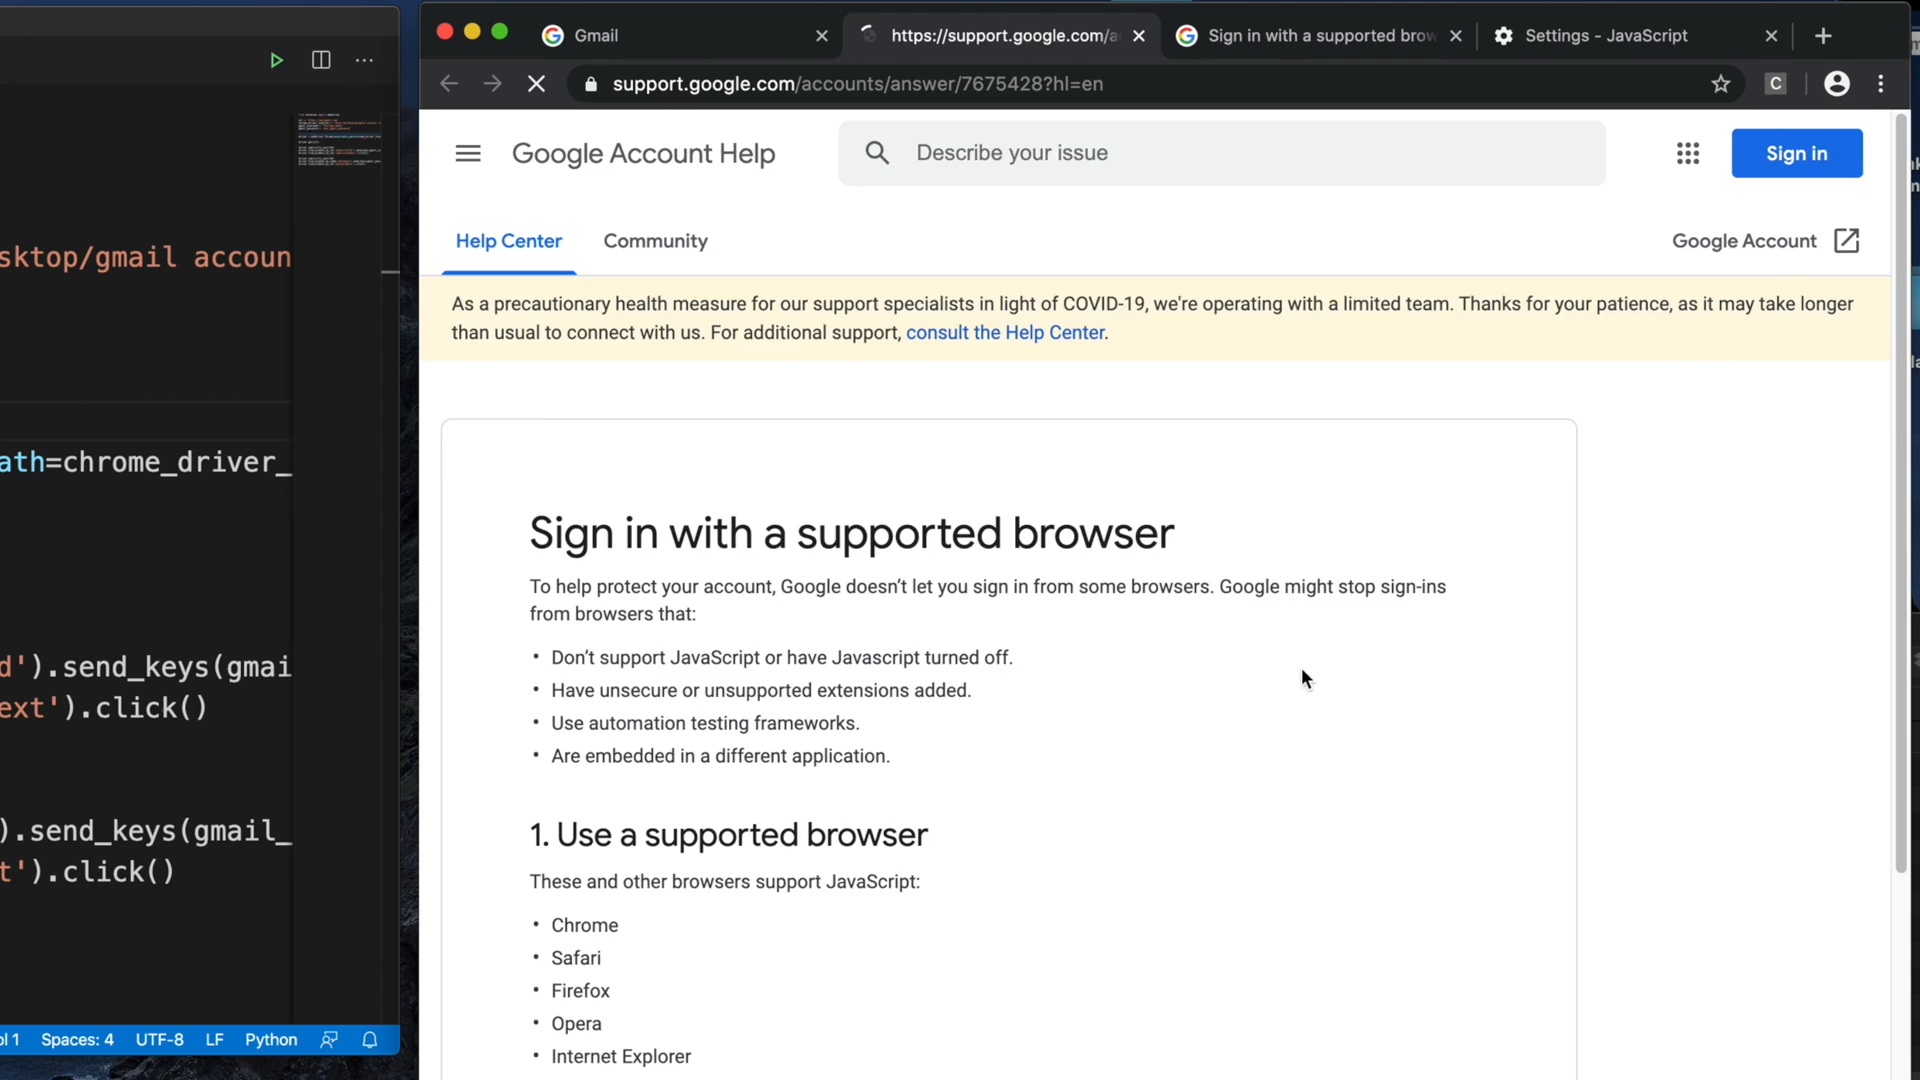 Gmail
https://support.google.com/a
Sign in with a supported brow
Settings - JavaScript
support.google.com/accounts/answer/7675428?hl=en
C
Google Account Help
Describe your issue
Sign in
Help Center
Community
Google Account
As a precautionary health measure for our support specialists in light of COVID-19, we're operating with a limited team. Thanks for your patience, as it may take longer
than usual to connect with us. For additional support, consult the Help Center.
Sign in with a supported browser
To help protect your account, Google doesn’t let you sign in from some browsers. Google might stop sign-ins
from browsers that:
• Don’t support JavaScript or have Javascript turned off.
• Have unsecure or unsupported extensions added.
• Use automation testing frameworks.
• Are embedded in a different application.
1. Use a supported browser
These and other browsers support JavaScript:
• Chrome
• Safari
• Firefox
• Opera
• Internet Explorer
sktop/gmail accoun
ath=chrome_driver_
d').send_keys(gmai
ext').click()
).send_keys(gmail_
t').click()
ol 1 Spaces: 4 UTF-8 LF Python